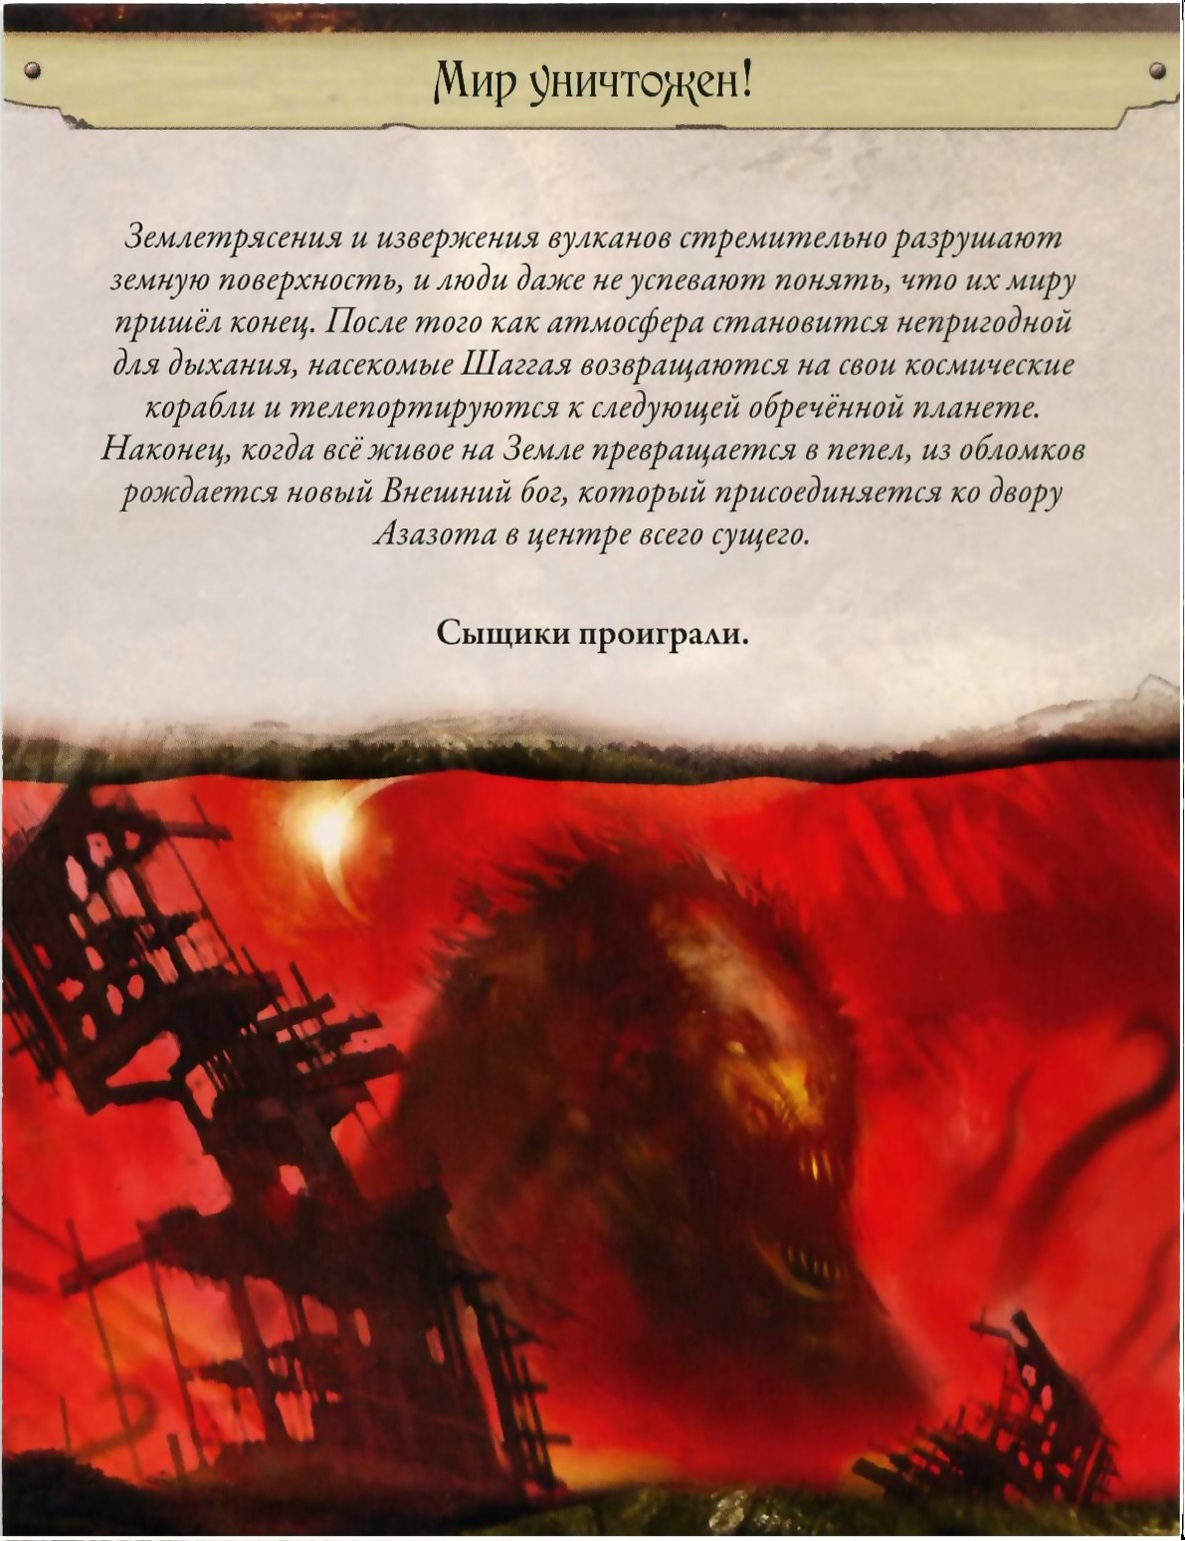 Мир уничтожен!
Землетрясения и извержения вулканов стремительно разрушают
земную поверхность, и люди даже не успевают понять, что их миру
пришёл конец. После того как атмосфера становится непригодной
для дыхания, насекомые Шаггая возвращаются на свои космические
корабли и телепортируются к следующей обречённой планете.
Наконец, когда всё живое на Земле превращается в пепел, из обломков
рождается новый Внешний бог, который присоединяется ко двору
Азазота в центре всего сущего.
Сыщики проиграли.